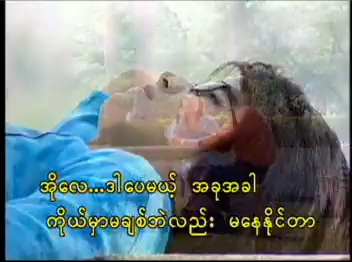 အိုလေ...ဒါပေမယ့် အခုအခါ
ကိုယ်မှာမချစ်ဘဲလည်း မနေနိုင်တာ